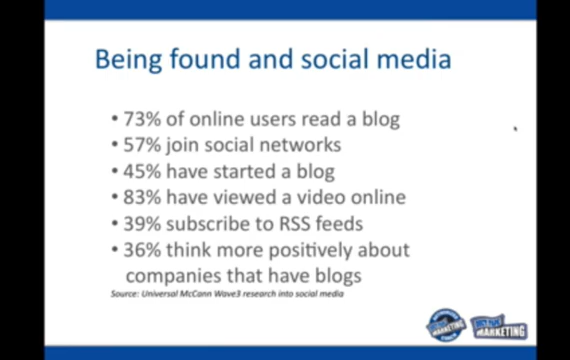 Being found and social media
• 73% of online users read a blog
• 57% join social networks
• 45% have started a blog
• 83% have viewed a video online
• 39% subscribe to RSS feeds
• 36% think more positively about
companies that have blogs
Source: Universal McCann Wave3 research into social media
MARKETING
MARKETING